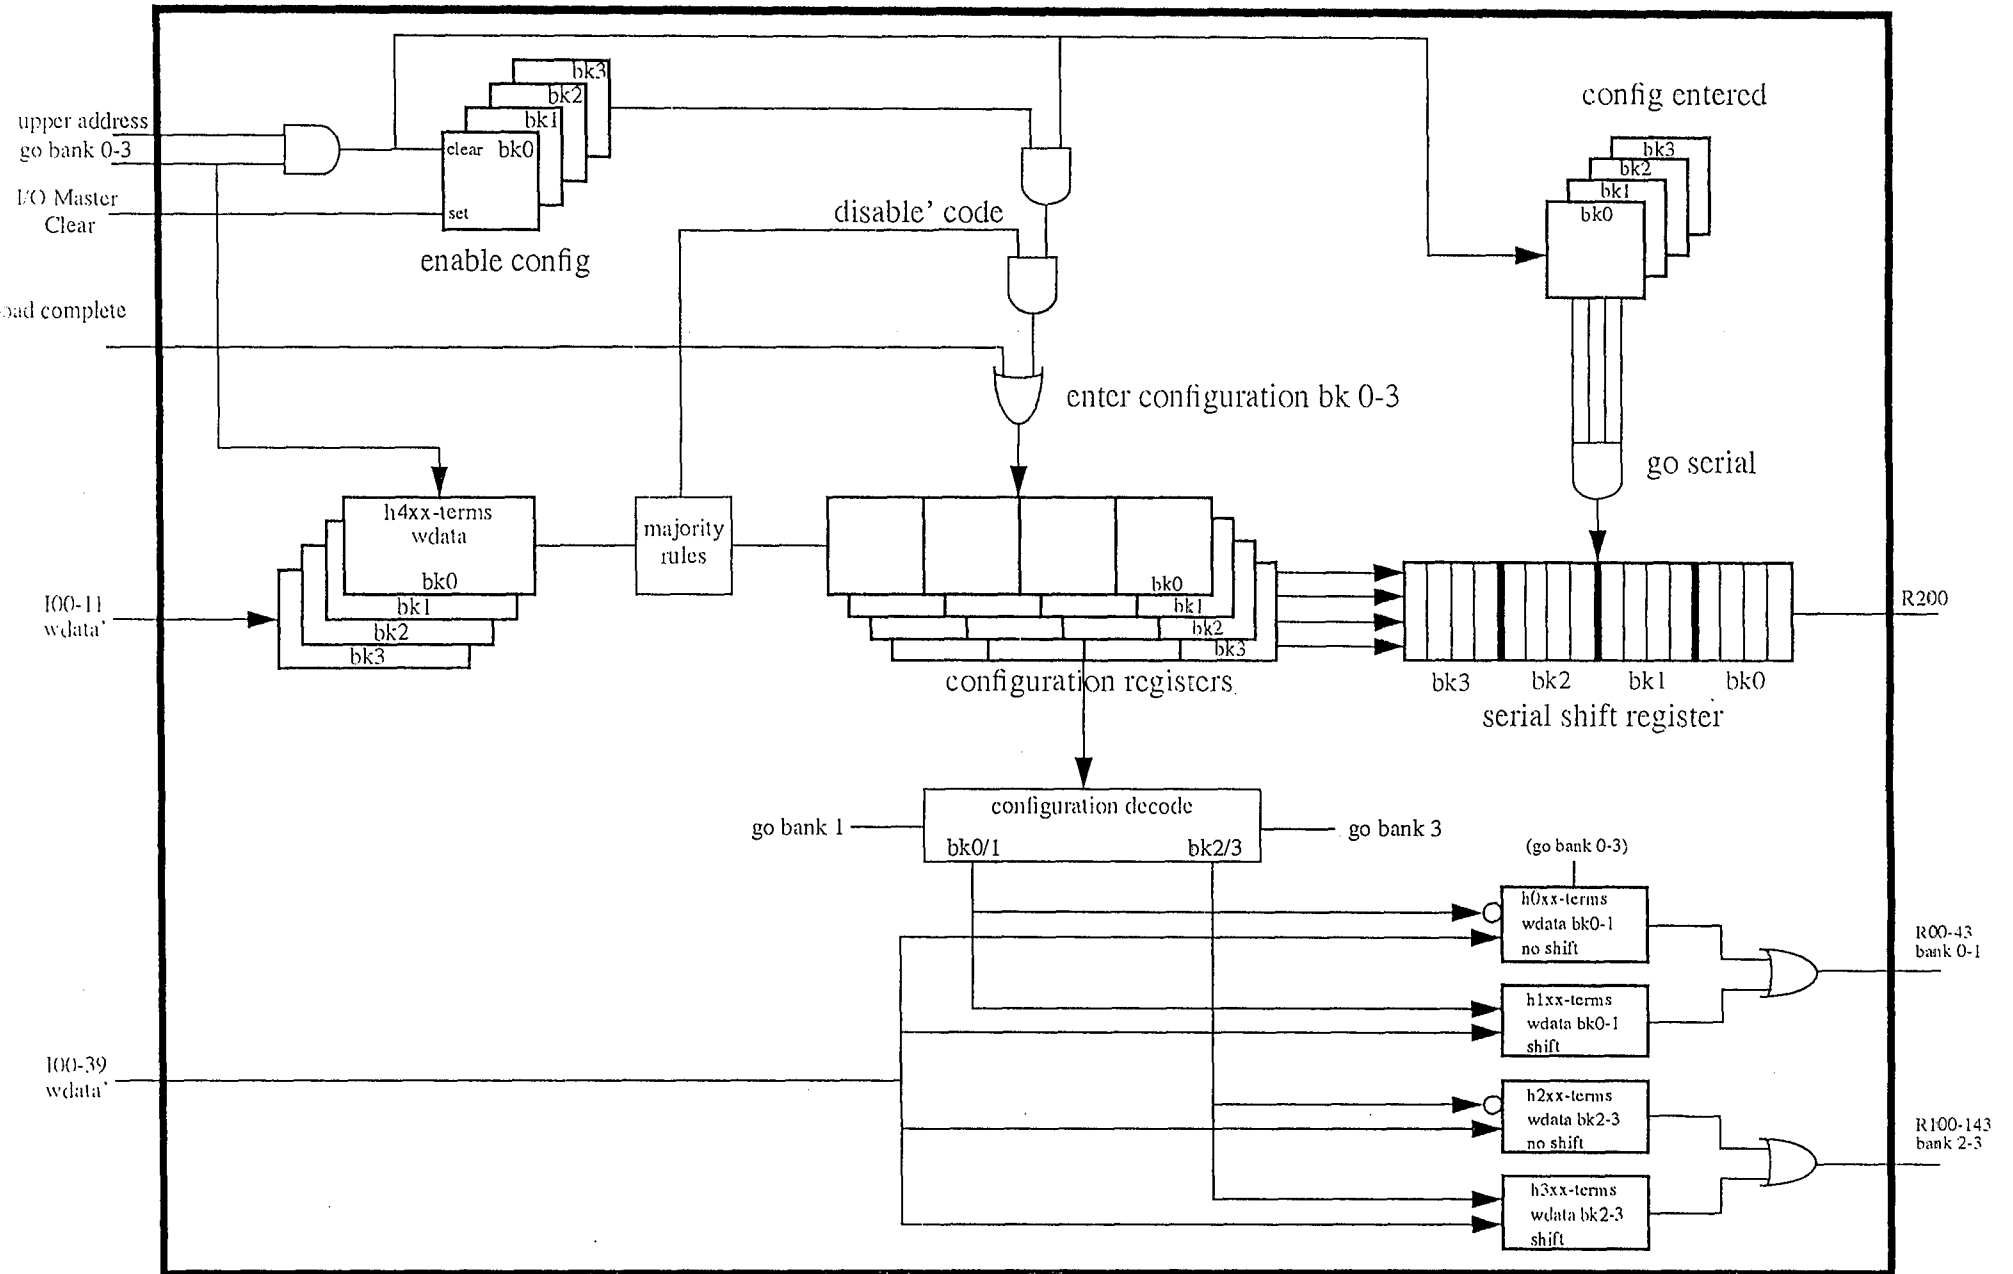 bk3
bk2
bk1
clear bk0
set
enable config
upper address
go bank 0-3
I/O Master
Clear
disable' code
config entered
bk3
bk2
bk1
bk0
complete
enter configuration bk 0-3
go serial
h4xx-terms
wdata
bk0
bk1
bk2
bk3
majority
rules
I00-11
wdata'
bk0
bk1
bk2
bk3
configuration registers
R200
bk3 bk2 bk1 bk0
serial shift register
configuration decode
go bank 1
go bank 3
bk0/1 bk2/3
(go bank 0-3)
h0xx-terms
wdata bk0-1
no shift
R00-43
bank 0-1
h1xx-terms
wdata bk0-1
shift
I00-39
wdata'
h2xx-terms
wdata bk2-3
no shift
R100-143
bank 2-3
h3xx-terms
wdata bk2-3
shift